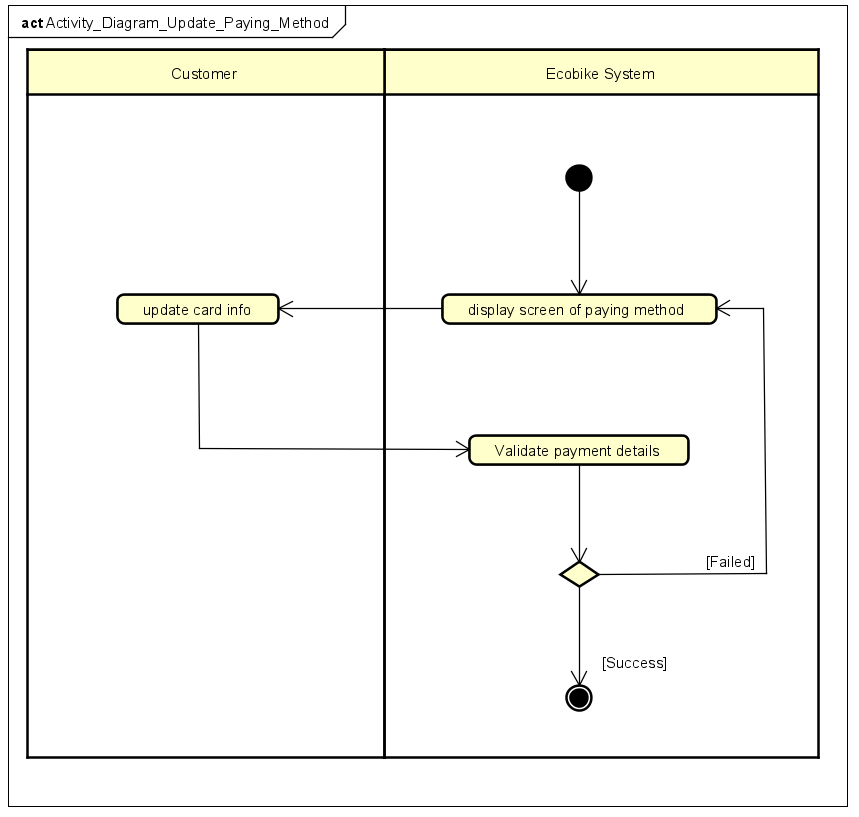 act Activity_Diagram_Update_Paying_Method
Customer
Ecobike System
update card info
display screen of paying method
Validate payment details
[Failed]
[Success]